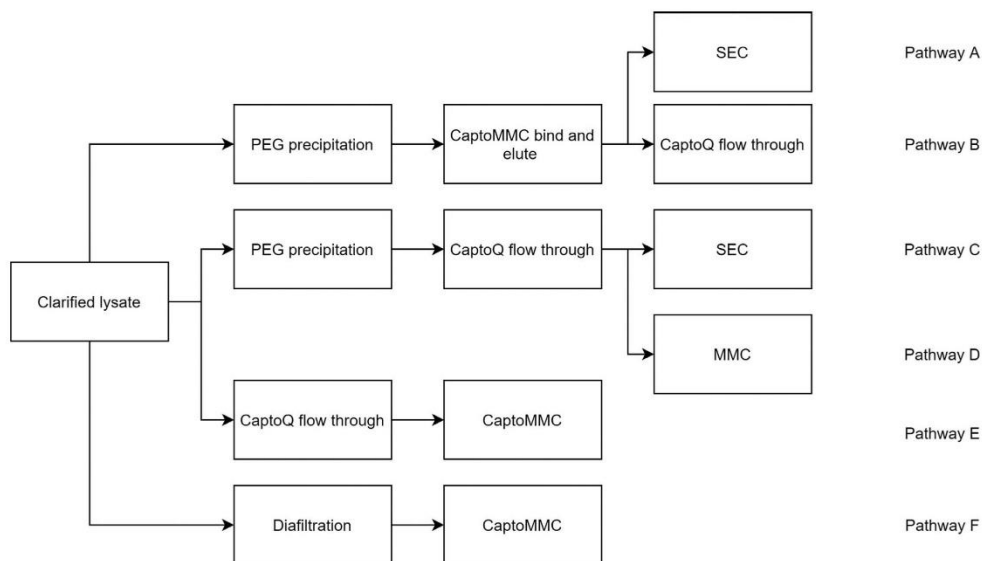 SEC
Pathway A
PEG precipitation
CaptoMMC bind and
elute
CaptoQ flow through
Pathway B
PEG precipitation
CaptoQ flow through
SEC
Pathway C
Clarified lysate
MMC
Pathway D
CaptoQ flow through
CaptoMMC
Pathway E
Diafiltration
CaptoMMC
Pathway F